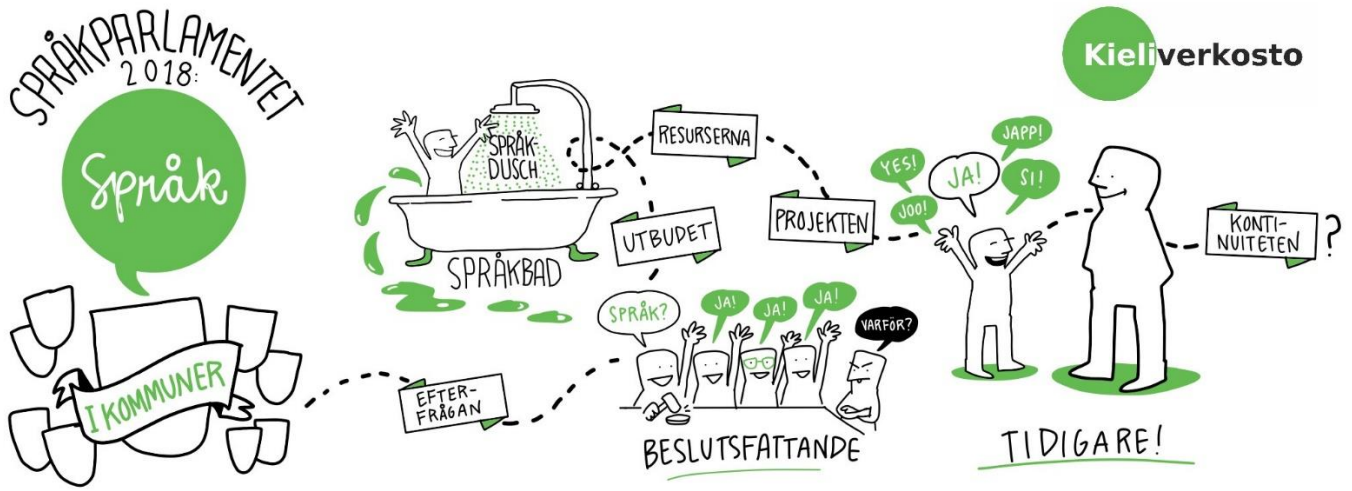 SPRÅKPARLAMENTET
2018:
Språk
I KOMMUNER
EFTER-
FRÅGAN
SPRÅK?
JA!
JA!
JA!
VARFÖR?
BESLUTSFATTANDE
UTBUDET
SPRÅK-
DUSCH
SPRÅKBAD
RESURSERNA
PROJEKTEN
JOO!
YES!
JA!
JAPP!
SI!
TIDIGARE!
KONTI-
NUITETEN
?
Kieliverkosto